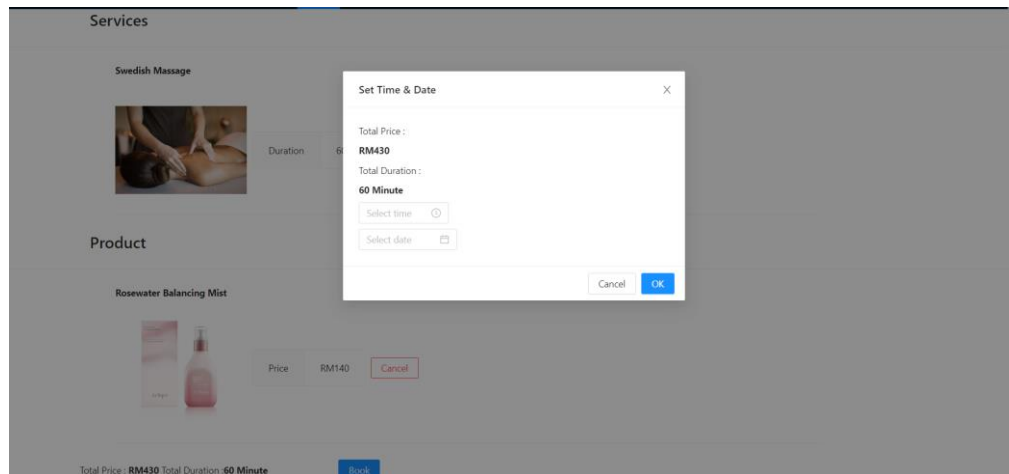 Services
Swedish Massage
Set Time & Date
Total Price :
RM430
Total Duration :
60 Minute
Select time
Select date
Cancel OK
Duration 60
Product
Rosewater Balancing Mist
Price RM140 Cancel
Total Price : RM430 Total Duration :60 Minute Book